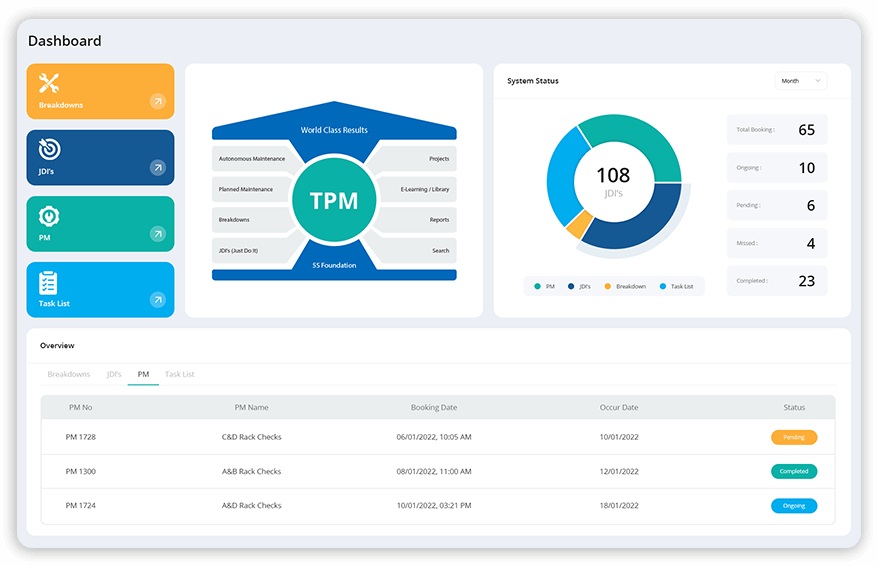 Dashboard
Breakdowns
JDI's
PM
Task List
World Class Results
Autonomous Maintenance
Projects
Planned Maintenance
E-Learning / Library
TPM
Breakdowns
Reports
JDI's (Just Do It)
Search
5S Foundation
System Status
Month
108
JDI's
PM
JDI's
Breakdown
Task List
Total Booking :
65
Ongoing :
10
Pending :
6
Missed :
4
Completed :
23
Overview
Breakdowns JDI's PM Task List
PM No PM Name Booking Date Occur Date Status
PM 1728 C&D Rack Checks 06/01/2022, 10:05 AM 10/01/2022 Pending
PM 1300 A&B Rack Checks 08/01/2022, 11:00 AM 12/01/2022 Completed
PM 1724 A&D Rack Checks 10/01/2022, 03:21 PM 18/01/2022 Ongoing